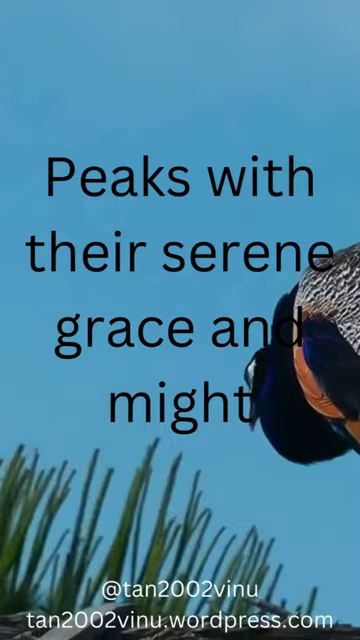 Peaks with
their serene
grace and
might
@tan2002vinu
tan2002vinu.wordpress.com